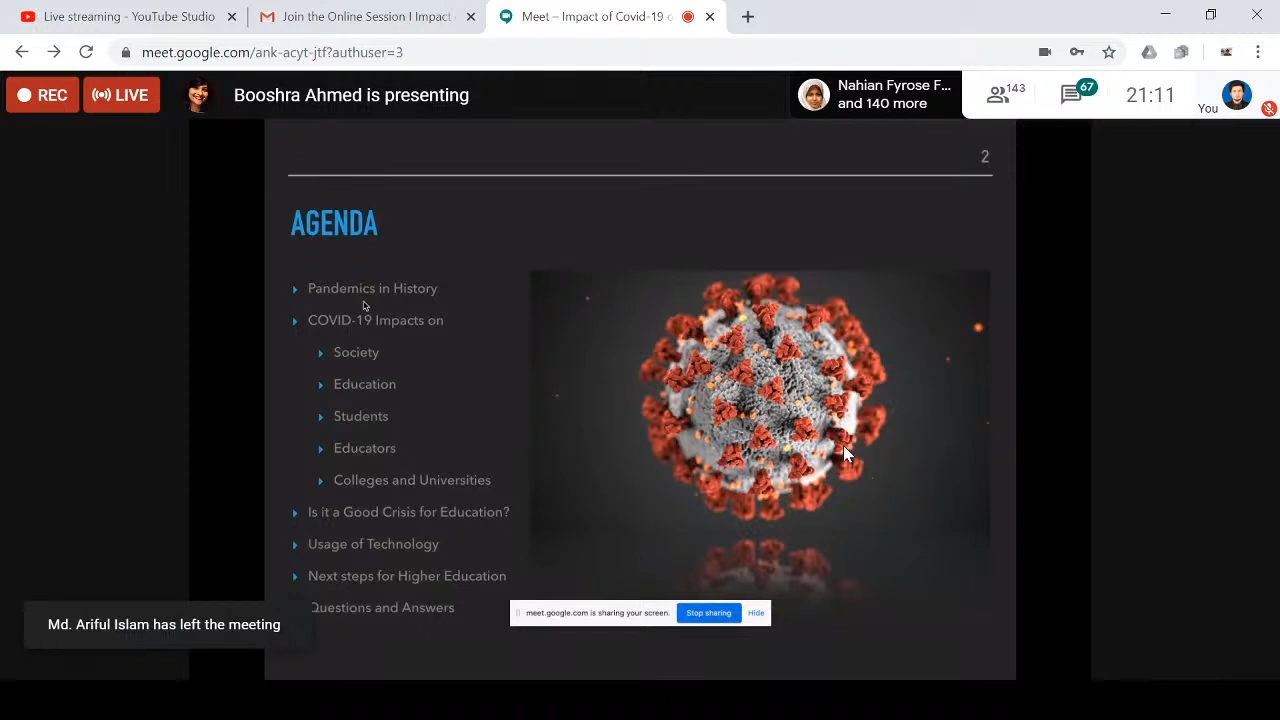 Live streaming - YouTube Studio
Join the Online Session I Impact
Meet – Impact of Covid-19 o
meet.google.com/ank-acyt-jtf?authuser=3
REC
LIVE
Booshra Ahmed is presenting
Nahian Fyrose F...
and 140 more
143
67
21:11
You
2
AGENDA
Pandemics in History
COVID-19 Impacts on
Society
Education
Students
Educators
Colleges and Universities
Is it a Good Crisis for Education?
Usage of Technology
Next steps for Higher Education
Questions and Answers
meet.google.com is sharing your screen.
Stop sharing
Hide
Md. Ariful Islam has left the meeting